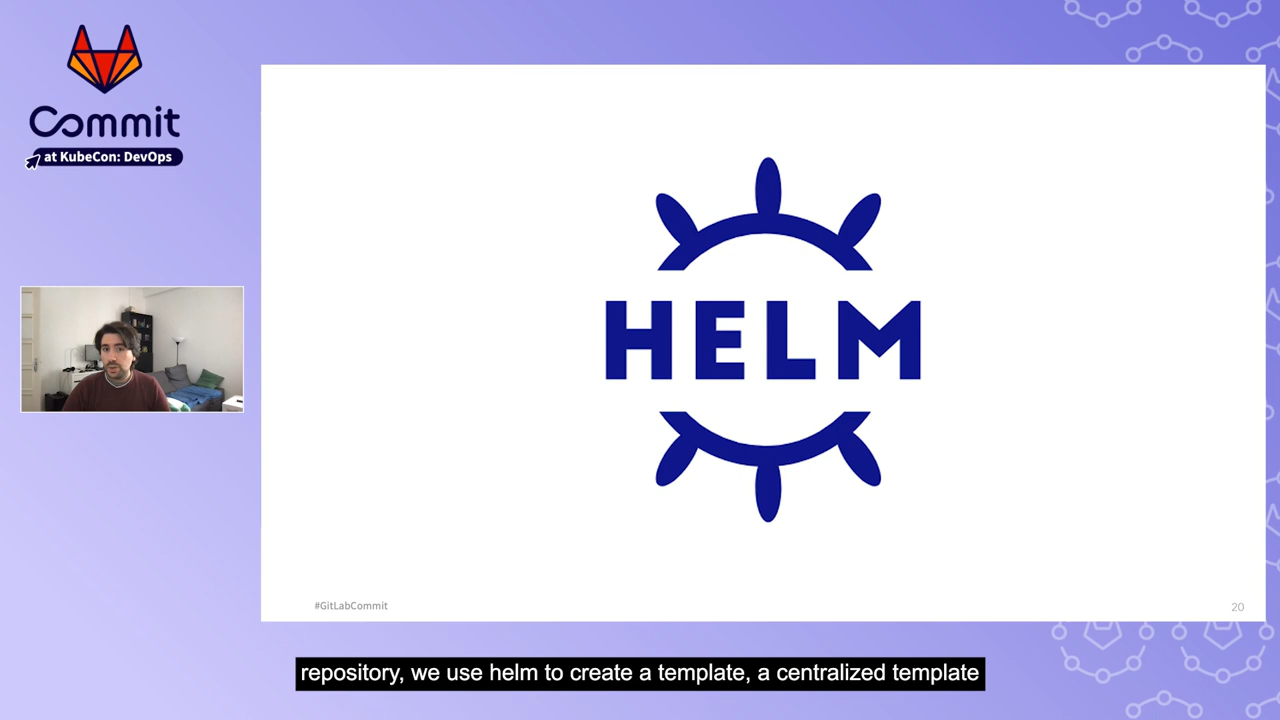 Commit
at KubeCon: DevOps
HELM
#GitLabCommit
20
repository, we use helm to create a template, a centralized template